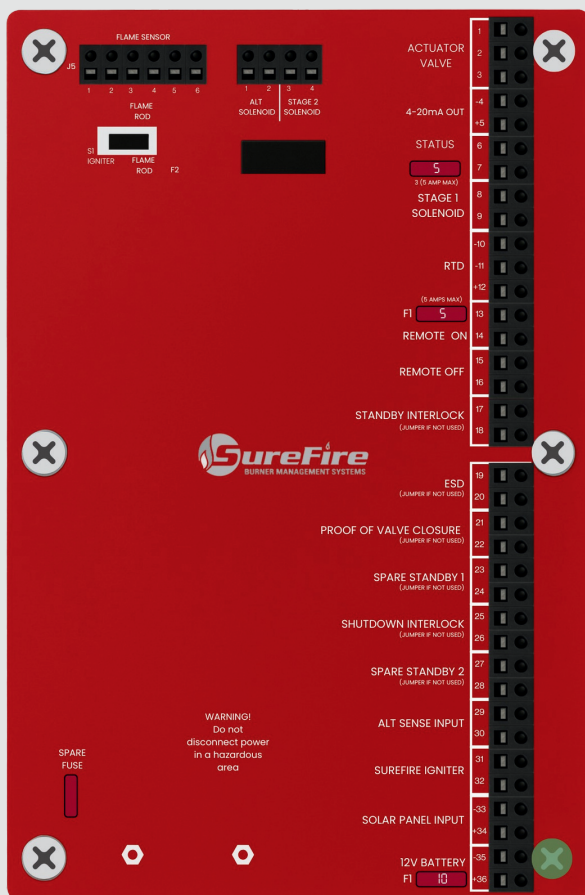 FLAME SENSOR
J5
1 2 3 4 5 6
1 2 3 4
ALT
SOLENOID
STAGE 2
SOLENOID
FLAME
ROD
S1
IGNITER
FLAME
ROD
F2
ACTUATOR
VALVE
1
2
3
4-20mA OUT
-4
+5
STATUS
6
7
5
3 (5 AMP MAX)
STAGE 1
SOLENOID
8
9
RTD
-10
-11
+12
(5 AMPS MAX)
F1 5
13
REMOTE ON
14
REMOTE OFF
15
16
STANDBY INTERLOCK
(JUMPER IF NOT USED)
17
18
SureFire
BURNER MANAGEMENT SYSTEMS
ESD
(JUMPER IF NOT USED)
19
20
PROOF OF VALVE CLOSURE
(JUMPER IF NOT USED)
21
22
SPARE STANDBY 1
(JUMPER IF NOT USED)
23
24
SHUTDOWN INTERLOCK
(JUMPER IF NOT USED)
25
26
SPARE STANDBY 2
(JUMPER IF NOT USED)
27
28
ALT SENSE INPUT
29
30
SUREFIRE IGNITER
31
32
SOLAR PANEL INPUT
-33
+34
12V BATTERY
-35
F1 10
+36
WARNING!
Do not
disconnect power
in a hazardous
area
SPARE
FUSE